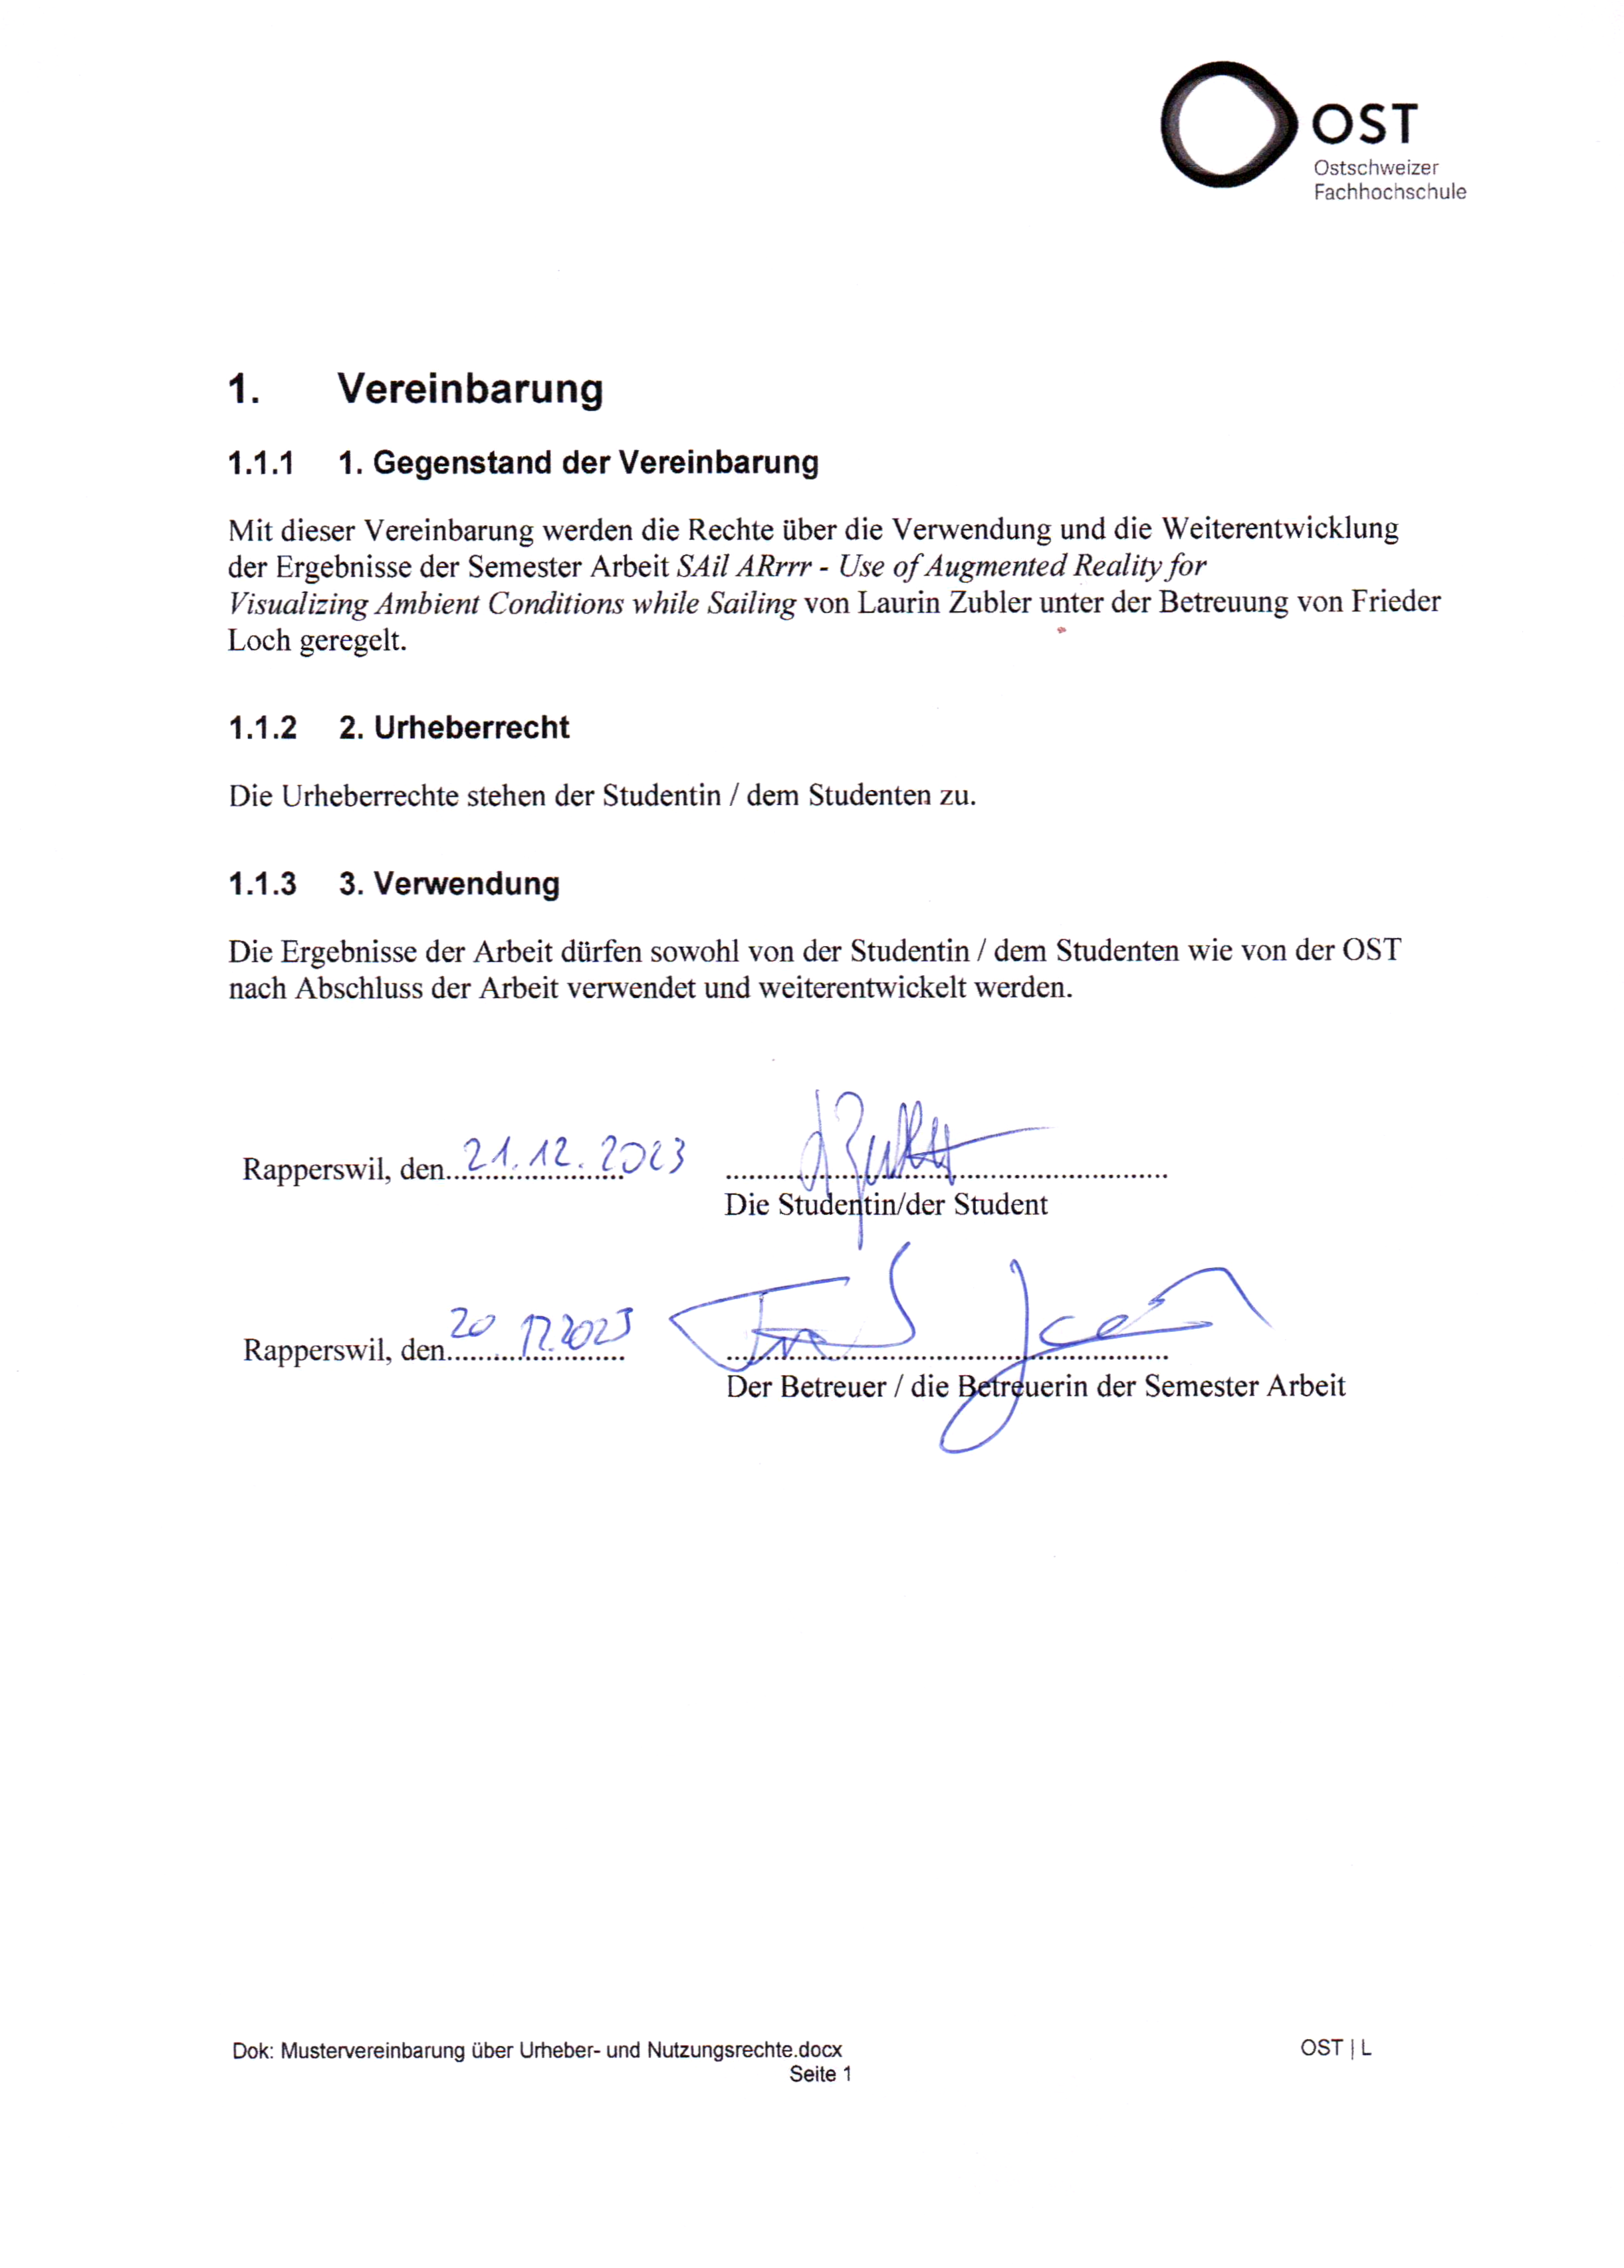 OST
Ostschweizer
Fachhochschule
1. Vereinbarung
1.1.1 1. Gegenstand der Vereinbarung
Mit dieser Vereinbarung werden die Rechte über die Verwendung und die Weiterentwicklung
der Ergebnisse der Semester Arbeit SAil ARrrr - Use of Augmented Reality for
Visualizing Ambient Conditions while Sailing von Laurin Zubler unter der Betreuung von Frieder
Loch geregelt.
1.1.2 2. Urheberrecht
Die Urheberrechte stehen der Studentin / dem Studenten zu.
1.1.3 3. Verwendung
Die Ergebnisse der Arbeit dürfen sowohl von der Studentin / dem Studenten wie von der OST
nach Abschluss der Arbeit verwendet und weiterentwickelt werden.
Rapperswil, den 21.12.2023
Die Studentin/der Student
Rapperswil, den 20.12.2023
Der Betreuer / die Betreuerin der Semester Arbeit
Dok: Mustervereinbarung über Urheber- und Nutzungsrechte.docx OST | L
Seite 1